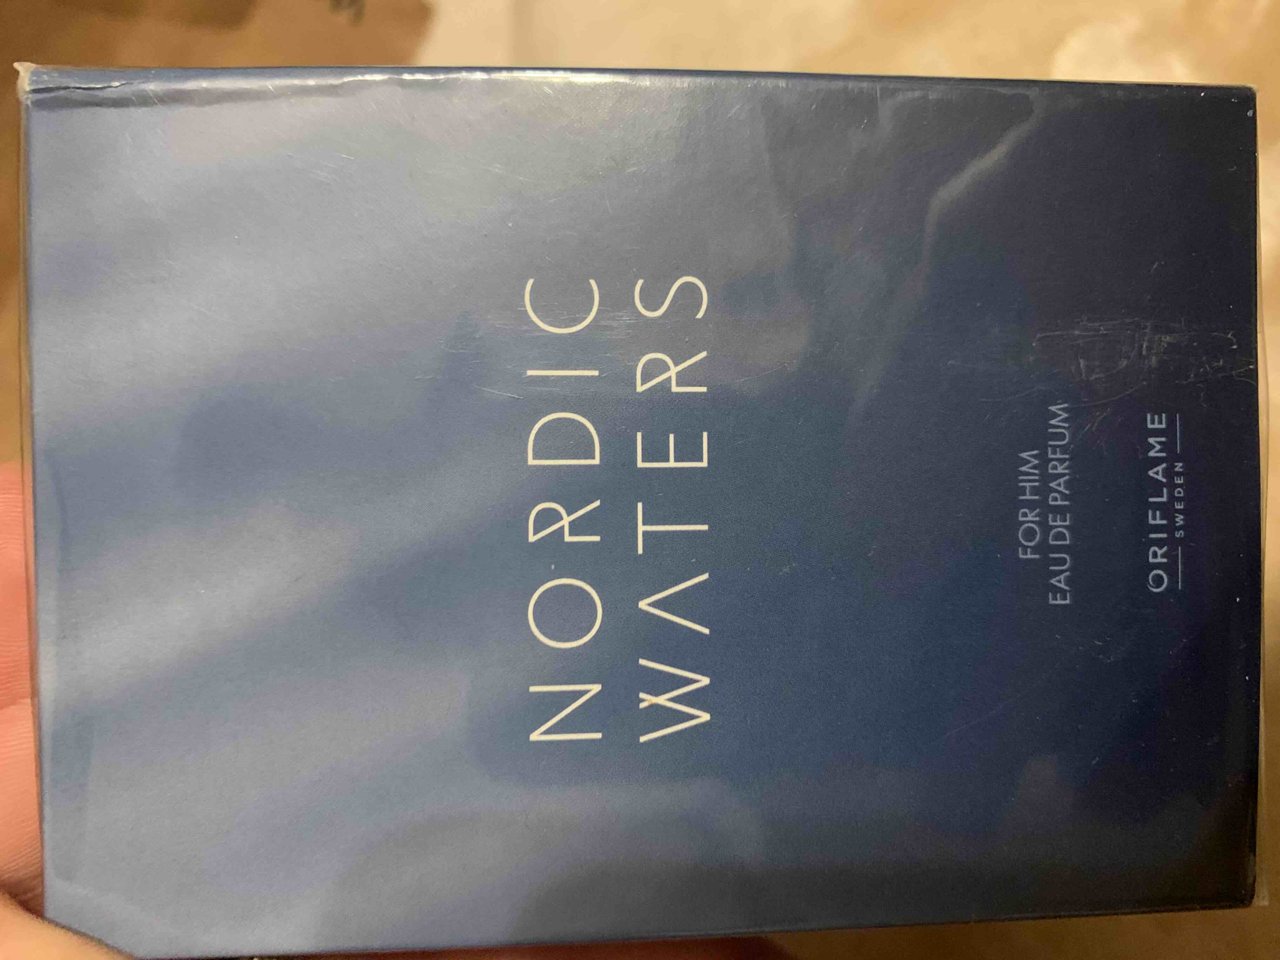 NORDIC
WATERS
FOR HIM
EAU DE PARFUM
ORIFLAME
SWEDEN